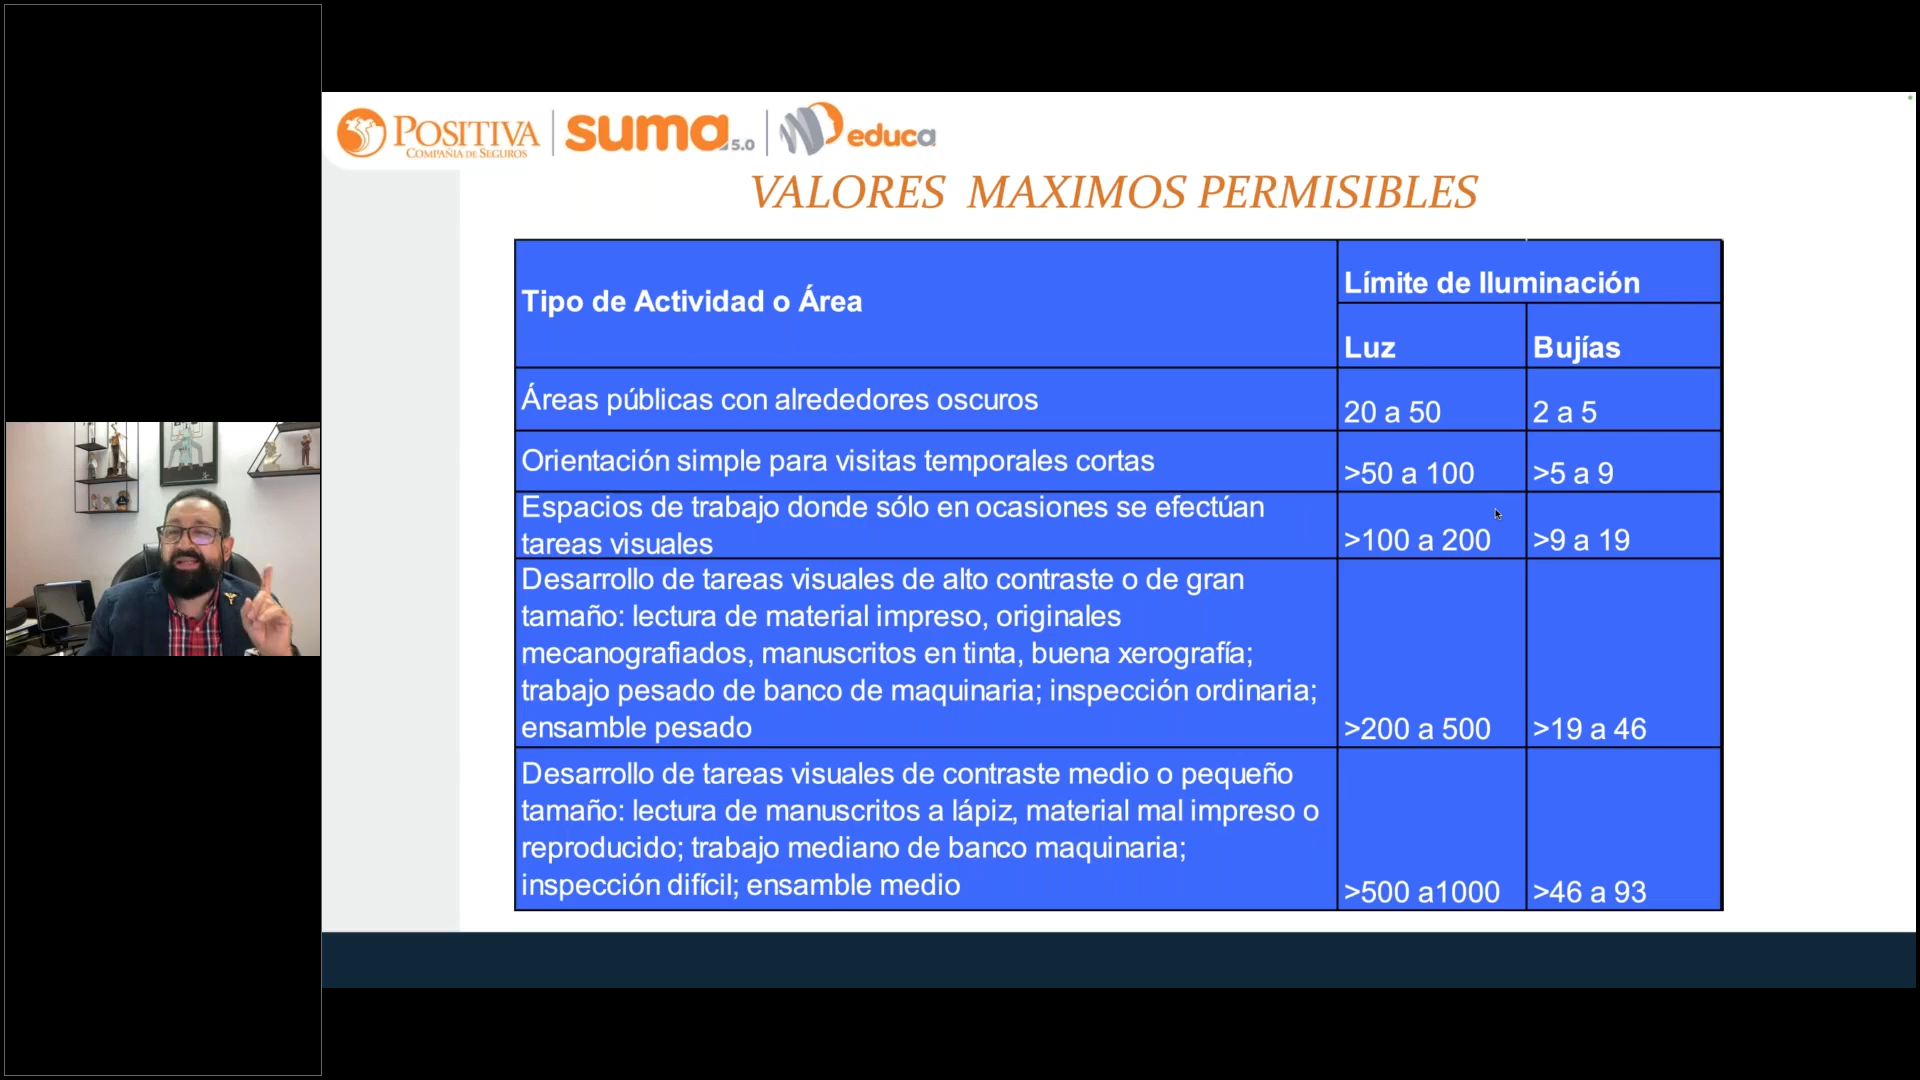 POSITIVA
COMPAÑIA DE SEGUROS
suma 5.0
educa
VALORES MAXIMOS PERMISIBLES
Tipo de Actividad o Área
Límite de Iluminación
Luz
Bujías
Áreas públicas con alrededores oscuros
20 a 50
2 a 5
Orientación simple para visitas temporales cortas
>50 a 100
>5 a 9
Espacios de trabajo donde sólo en ocasiones se efectúan
tareas visuales
>100 a 200
>9 a 19
Desarrollo de tareas visuales de alto contraste o de gran
tamaño: lectura de material impreso, originales
mecanografiados, manuscritos en tinta, buena xerografía;
trabajo pesado de banco de maquinaria; inspección ordinaria;
ensamble pesado
>200 a 500
>19 a 46
Desarrollo de tareas visuales de contraste medio o pequeño
tamaño: lectura de manuscritos a lápiz, material mal impreso o
reproducido; trabajo mediano de banco maquinaria;
inspección difícil; ensamble medio
>500 a1000
>46 a 93